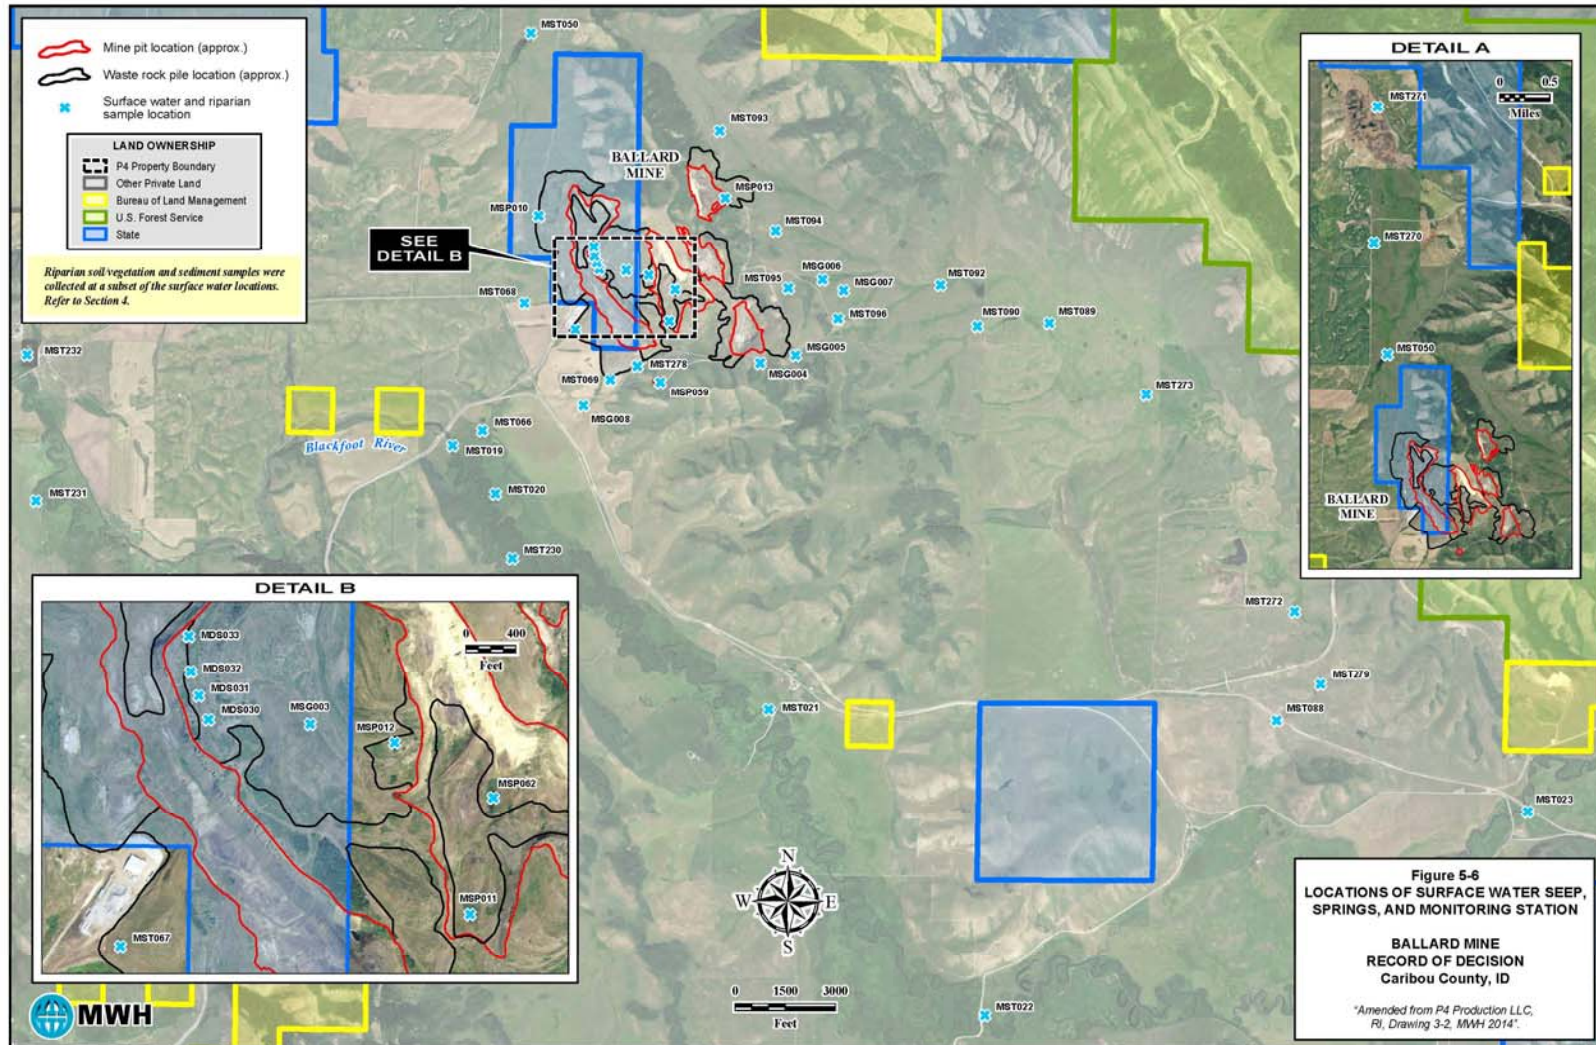 Mine pit location (approx.)
Waste rock pile location (approx.)
Surface water and riparian
sample location
LAND OWNERSHIP
P4 Property Boundary
Other Private Land
Bureau of Land Management
U.S. Forest Service
State
Riparian soil/vegetation and sediment samples were
collected at a subset of the surface water locations.
Refer to Section 4.
MST050
MST093
BALLARD
MINE
MSP013
MSP010
MST094
SEE
DETAIL B
MST095
MSG006
MSG007
MST092
MST068
MST096
MST090
MST089
MST232
MSG005
MST278
MSG004
MST069
MSP059
MST273
MSG008
MST066
Blackfoot River
MST019
MST231
MST020
MST230
MST272
MST279
MST021
MST088
MST023
MST022
DETAIL A
0 0.5
Miles
MST271
MST270
MST050
BALLARD
MINE
DETAIL B
0 400
Feet
MDS033
MDS032
MDS031
MDS030
MSG003
MSP012
MSP062
MSP011
MST067
MWH
N
W E
S
0 1500 3000
Feet
Figure 5-6
LOCATIONS OF SURFACE WATER SEEP,
SPRINGS, AND MONITORING STATION
BALLARD MINE
RECORD OF DECISION
Caribou County, ID
"Amended from P4 Production LLC,
RI, Drawing 3-2, MWH 2014".